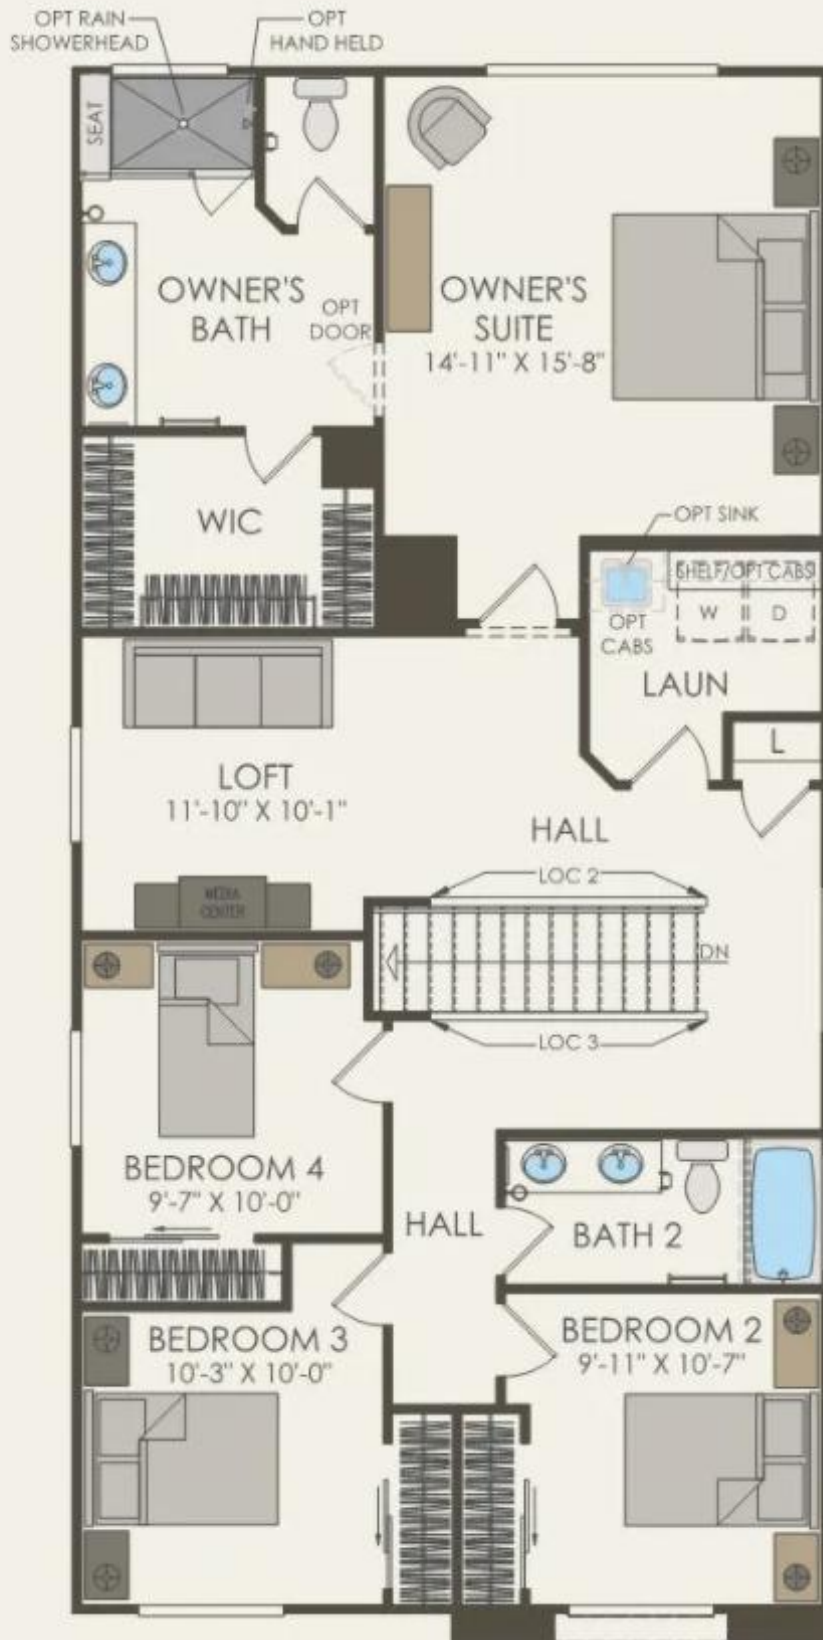 OPT RAIN
SHOWERHEAD
OPT
HAND HELD
SEAT
OWNER'S
BATH
OPT
DOOR
OWNER'S
SUITE
14'-11" X 15'-8"
WIC
OPT SINK
SHELF/OPT CABS
W
D
OPT
CABS
LAUN
L
LOFT
11'-10" X 10'-1"
HALL
MEDIA
CENTER
LOC 2
DN
LOC 3
BEDROOM 4
9'-7" X 10'-0"
HALL
BATH 2
BEDROOM 3
10'-3" X 10'-0"
BEDROOM 2
9'-11" X 10'-7"